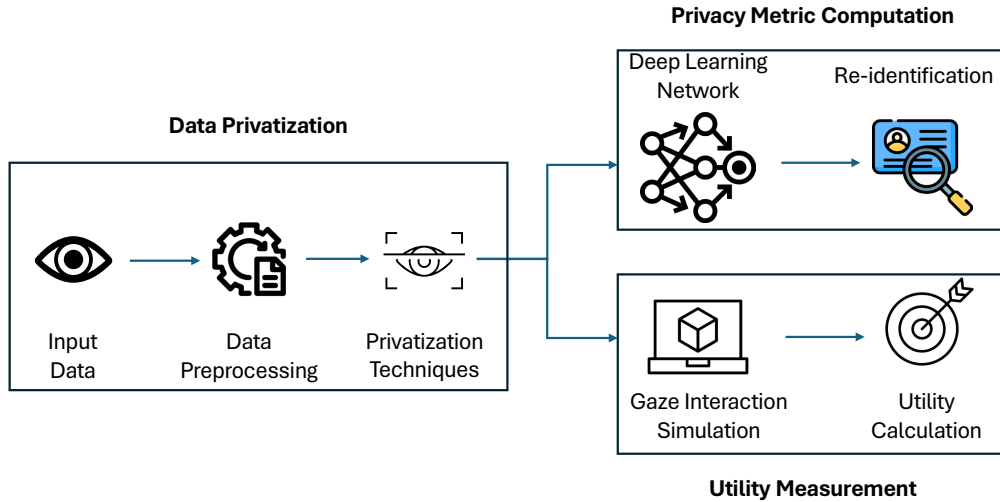 Data Privatization
Input
Data
Data
Preprocessing
Privatization
Techniques
Privacy Metric Computation
Deep Learning
Network
Re-identification
Gaze Interaction
Simulation
Utility
Calculation
Utility Measurement